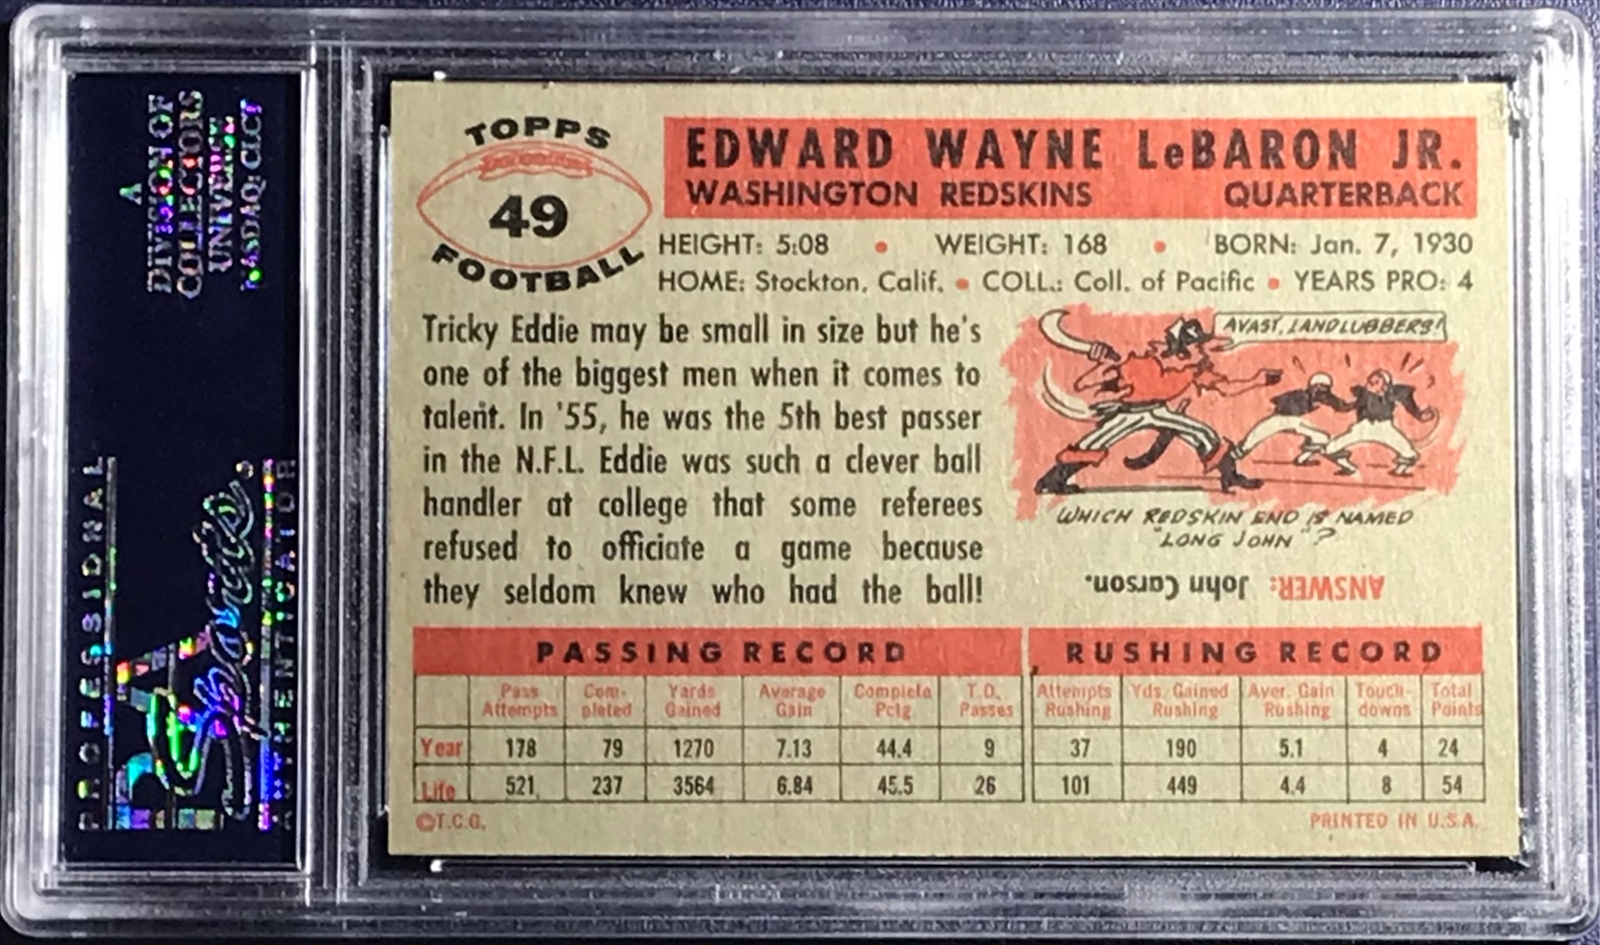 A
DIVISION OF
COLLECTORS
UNIVERSE
NASDAQ: CLCT
PROFESSIONAL
Sports
AUTHENTICATOR
TOPPS
49
FOOTBALL
EDWARD WAYNE LeBARON JR.
WASHINGTON REDSKINS QUARTERBACK
HEIGHT: 5:08 • WEIGHT: 168 • BORN: Jan. 7, 1930
HOME: Stockton, Calif. • COLL.: Coll. of Pacific • YEARS PRO: 4
Tricky Eddie may be small in size but he's
one of the biggest men when it comes to
talent. In '55, he was the 5th best passer
in the N.F.L. Eddie was such a clever ball
handler at college that some referees
refused to officiate a game because
they seldom knew who had the ball!
AVAST, LANDLUBBERS!
WHICH REDSKIN END IS NAMED
"LONG JOHN"?
ANSWER: John Carson.
PASSING RECORD
Pass Attempts Com-pleted Yards Gained Average Gain Complete Pctg T.D. Passes
Year 178 79 1270 7.13 44.4 9
Life 521 237 3564 6.84 45.5 26
RUSHING RECORD
Attempts Rushing Yds. Gained Rushing Aver. Gain Rushing Touch-downs Total Points
37 190 5.1 4 24
101 449 4.4 8 54
©T.C.G. PRINTED IN U.S.A.